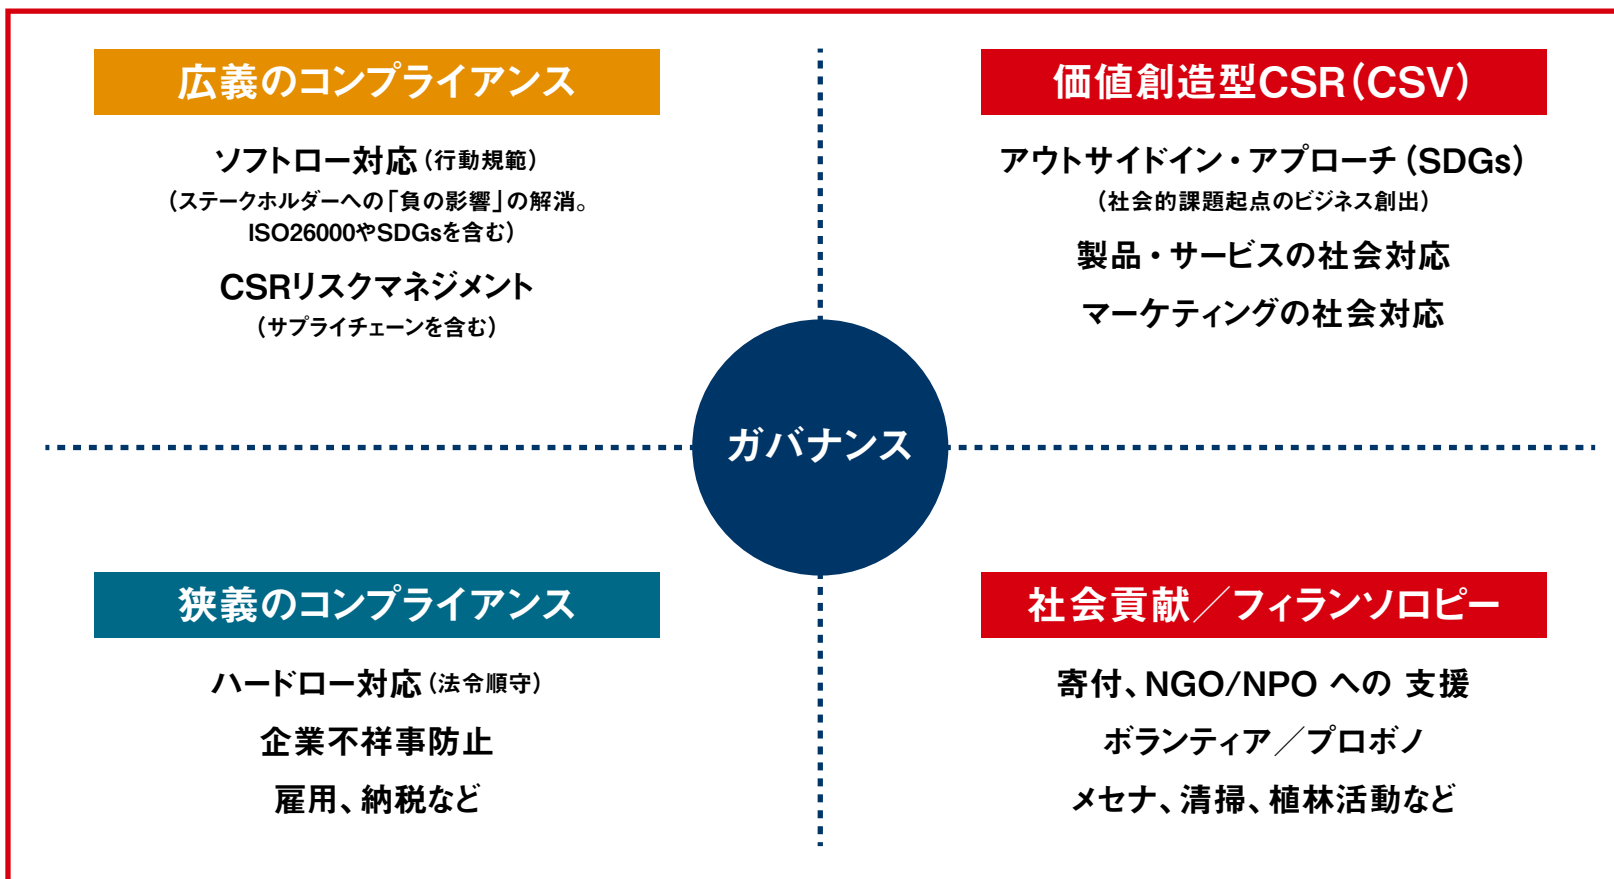 広義のコンプライアンス
ソフトロー対応（行動規範）
（ステークホルダーへの「負の影響」の解消。
ISO26000やSDGsを含む）
CSRリスクマネジメント
（サプライチェーンを含む）
価値創造型CSR（CSV）
アウトサイドイン・アプローチ（SDGs）
（社会的課題起点のビジネス創出）
製品・サービスの社会対応
マーケティングの社会対応
ガバナンス
狭義のコンプライアンス
ハードロー対応（法令順守）
企業不祥事防止
雇用、納税など
社会貢献／フィランソロピー
寄付、NGO/NPO への 支援
ボランティア／プロボノ
メセナ、清掃、植林活動など